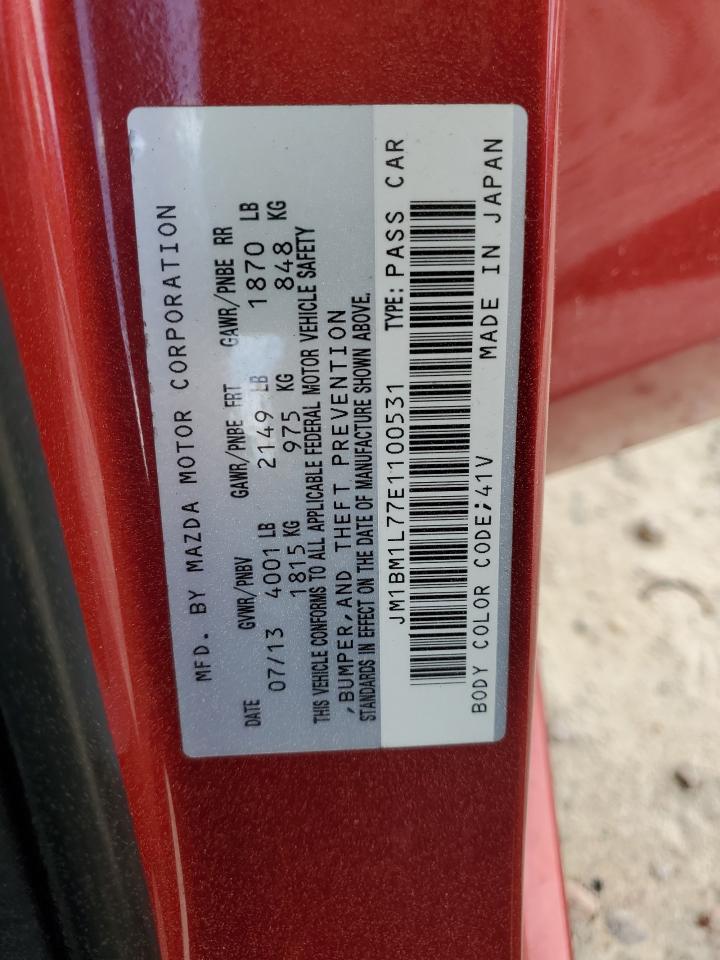 MFD. BY MAZDA MOTOR CORPORATION
DATE GVWR/PNBV GAWR/PNBE FRT GAWR/PNBE RR
07/13 4001 LB 2149 LB 1870 LB
1815 KG 975 KG 848 KG
THIS VEHICLE CONFORMS TO ALL APPLICABLE FEDERAL MOTOR VEHICLE SAFETY
,BUMPER,AND THEFT PREVENTION
STANDARDS IN EFFECT ON THE DATE OF MANUFACTURE SHOWN ABOVE.
JM1BM1L77E1100531 TYPE: PASS CAR
BODY COLOR CODE;41V MADE IN JAPAN